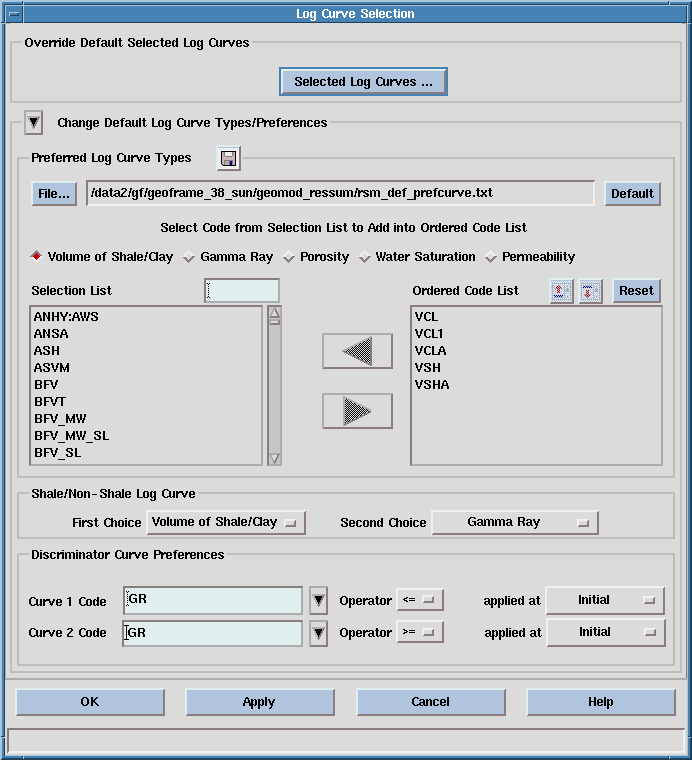 Log Curve Selection
Override Default Selected Log Curves
Selected Log Curves ...
Change Default Log Curve Types/Preferences
Preferred Log Curve Types
File... /data2/gf/geoframe_38_sun/geomod_ressum/rsm_def_prefcurve.txt Default
Select Code from Selection List to Add into Ordered Code List
Volume of Shale/Clay Gamma Ray Porosity Water Saturation Permeability
Selection List
ANHY:AWS
ANSA
ASH
ASVM
BFV
BFVT
BFV_MW
BFV_MW_SL
BFV_SL
Ordered Code List Reset
VCL
VCL1
VCLA
VSH
VSHA
Shale/Non-Shale Log Curve
First Choice Volume of Shale/Clay Second Choice Gamma Ray
Discriminator Curve Preferences
Curve 1 Code GR Operator <= applied at Initial
Curve 2 Code GR Operator >= applied at Initial
OK Apply Cancel Help